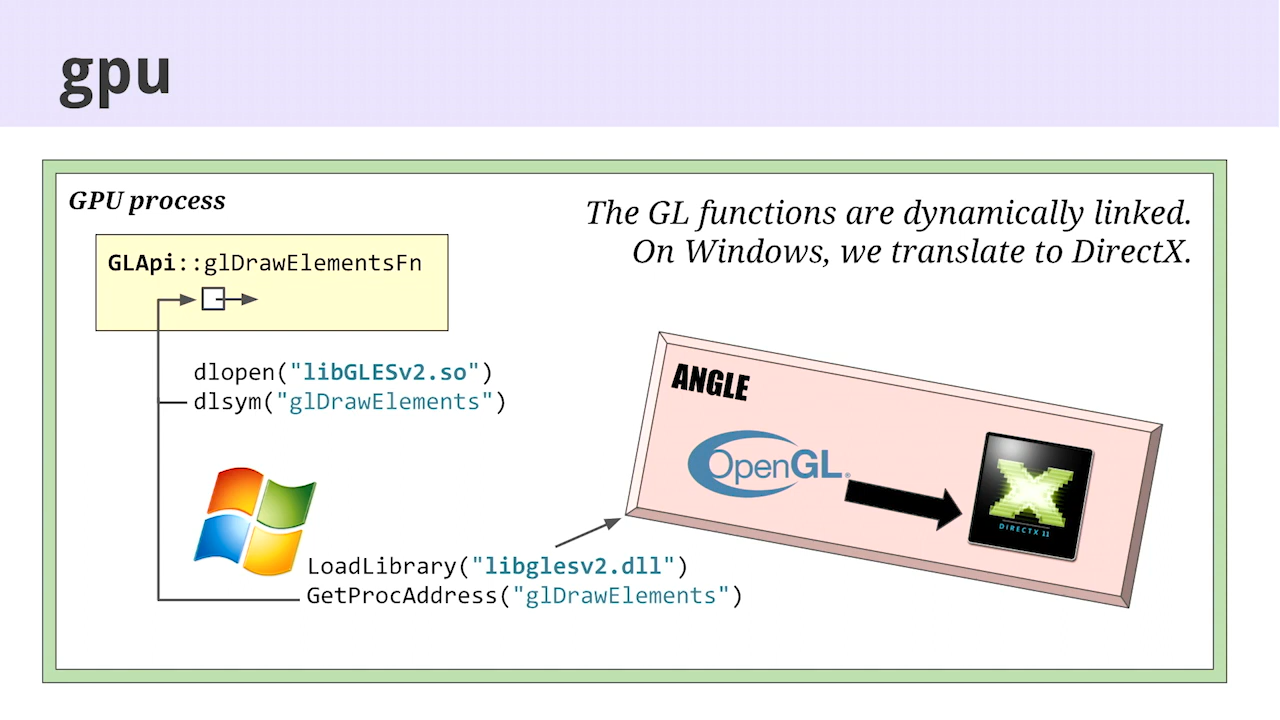 gpu
GPU process
The GL functions are dynamically linked.
On Windows, we translate to DirectX.
GLApi::glDrawElementsFn
dlopen("libGLESv2.so")
dlsym("glDrawElements")
ANGLE
OpenGL®
DIRECTX 11
LoadLibrary("libglesv2.dll")
GetProcAddress("glDrawElements")